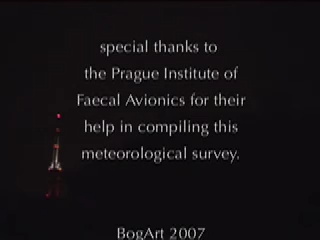 special thanks to
the Prague Institute of
Faecal Avionics for their
help in compiling this
meteorological survey.
BogArt 2007